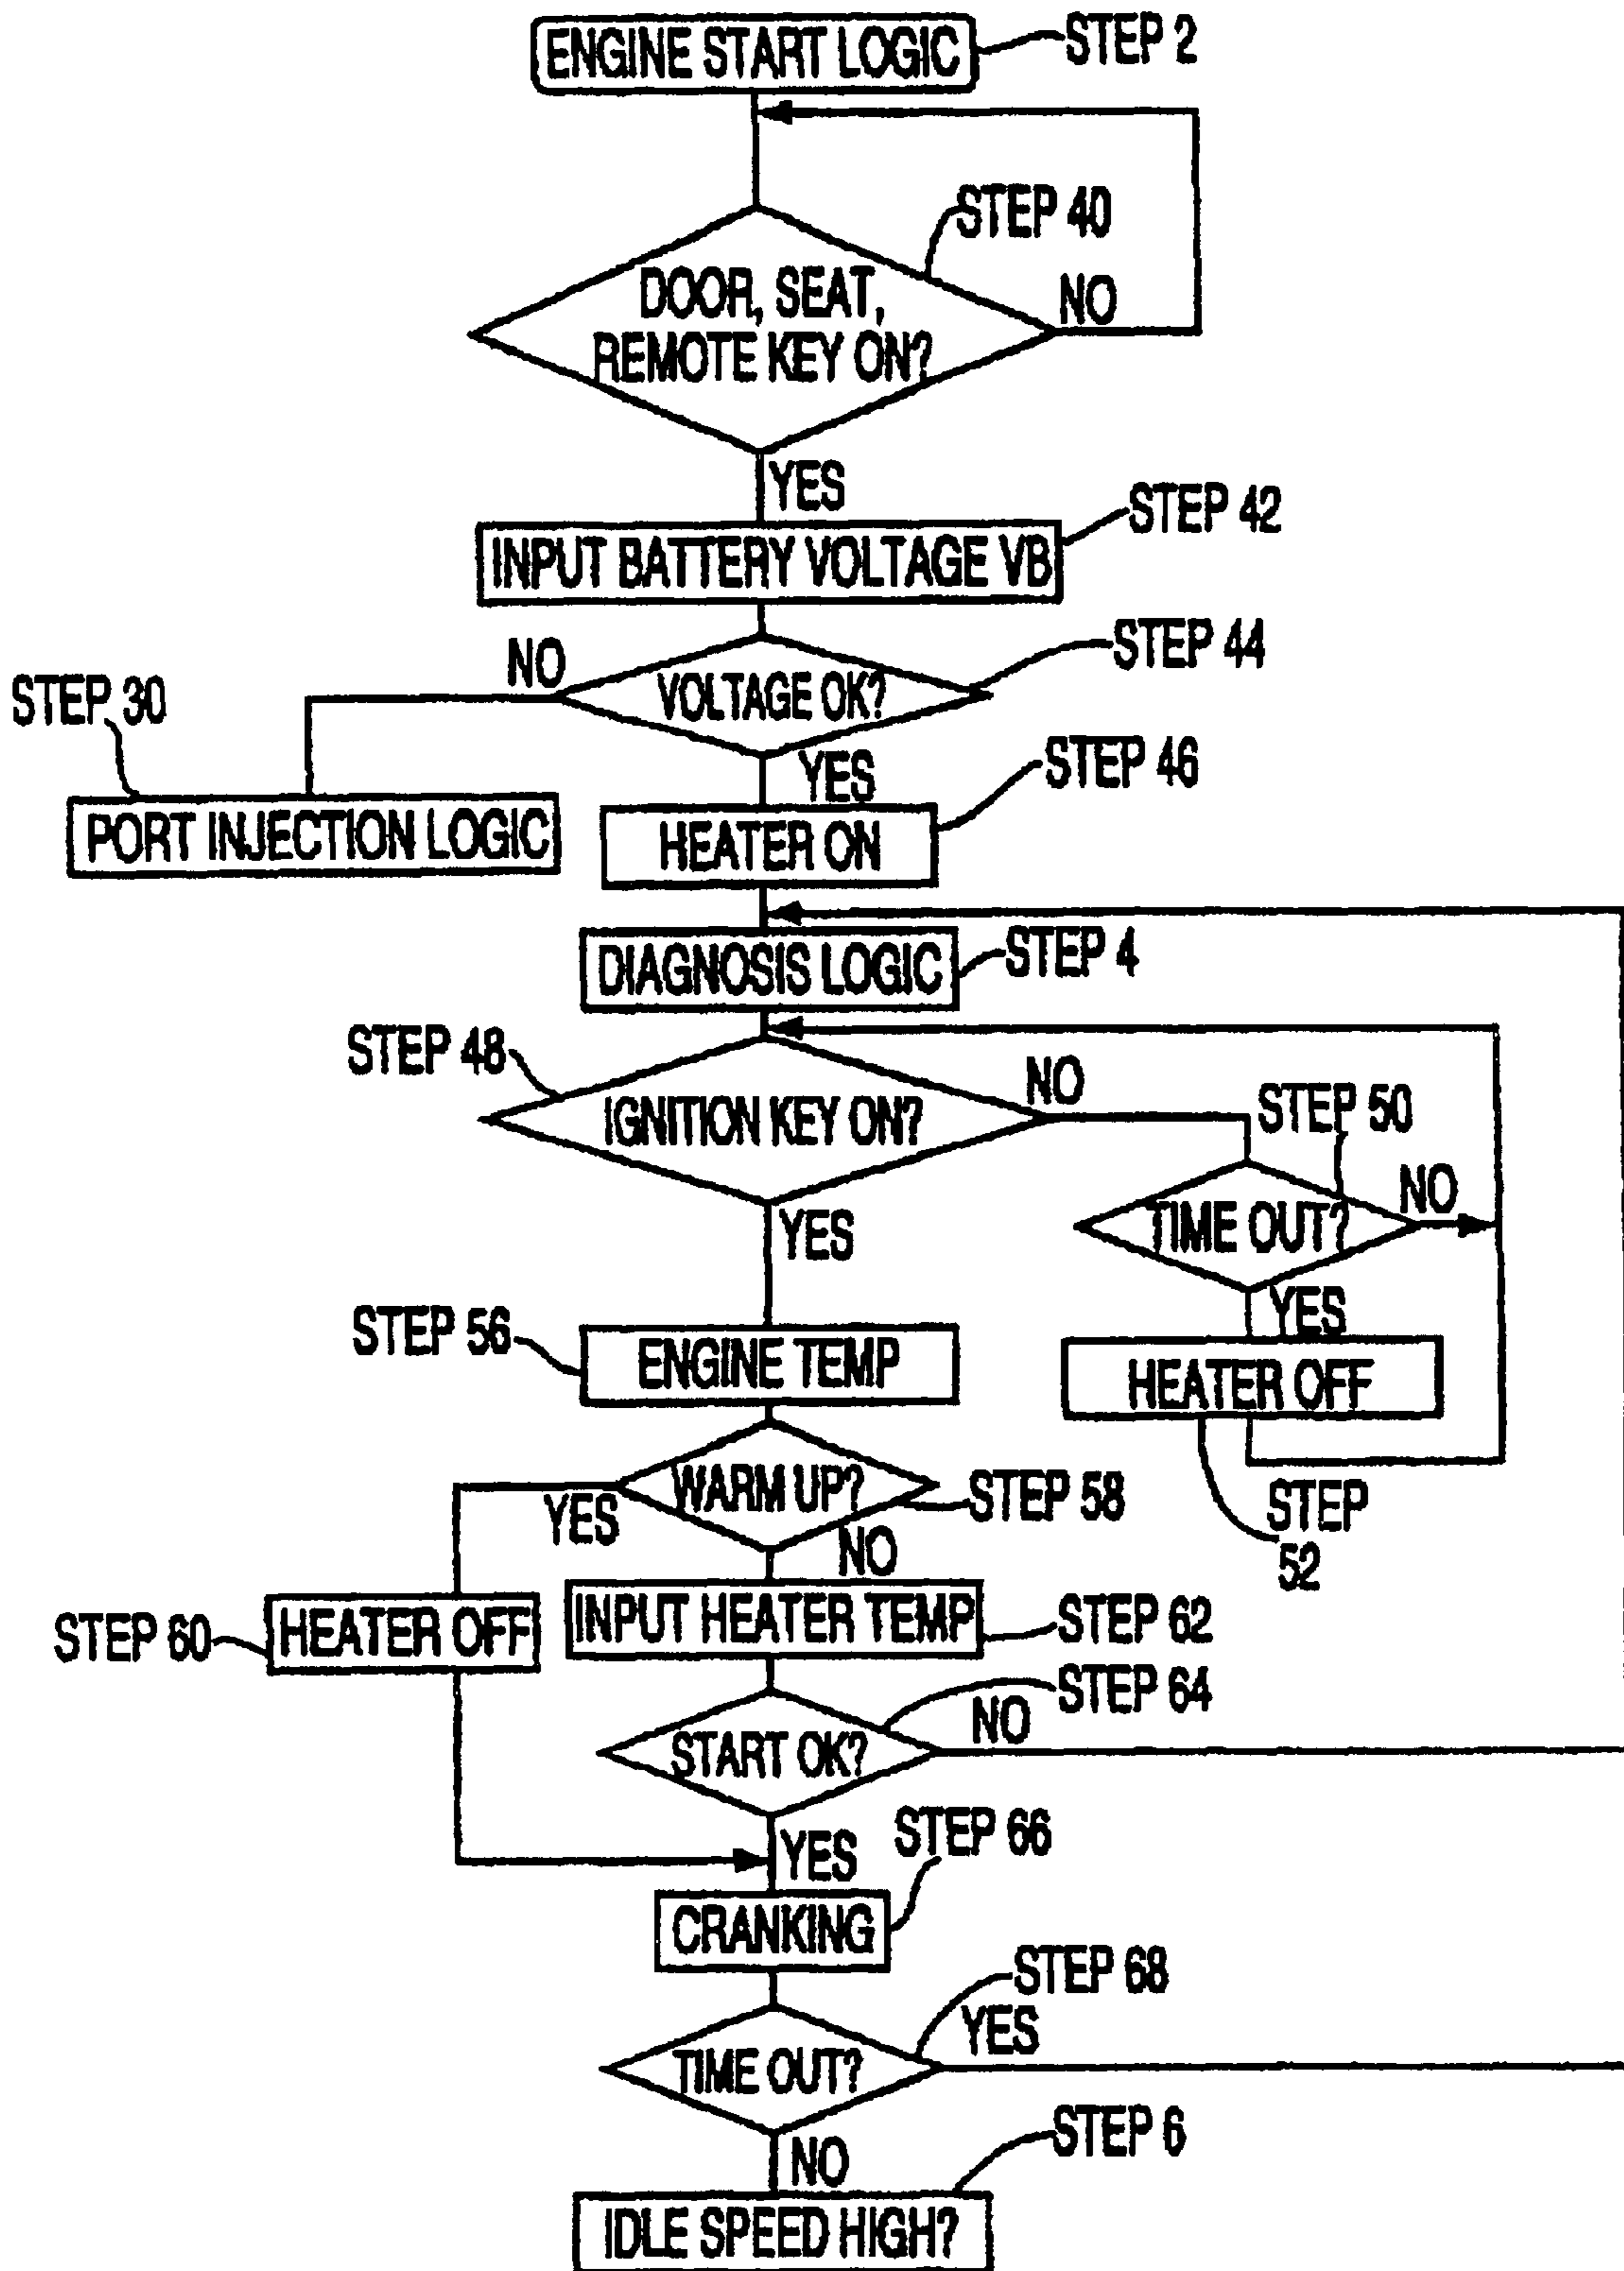 ENGINE START LOGIC
STEP 2
STEP 40
DOOR, SEAT,
REMOTE KEY ON?
NO
YES
STEP 42
INPUT BATTERY VOLTAGE VB
STEP 44
NO
VOLTAGE OK?
STEP 30
YES
STEP 46
PORT INJECTION LOGIC
HEATER ON
DIAGNOSIS LOGIC
STEP 4
STEP 48
NO
IGNITION KEY ON?
STEP 50
TIME OUT?
NO
YES
YES
STEP 56
ENGINE TEMP
HEATER OFF
WARM UP?
STEP 58
YES
NO
STEP
52
STEP 60
HEATER OFF
INPUT HEATER TEMP
STEP 62
STEP 64
NO
START OK?
STEP 66
YES
CRANKING
STEP 68
YES
TIME OUT?
STEP 6
NO
IDLE SPEED HIGH?